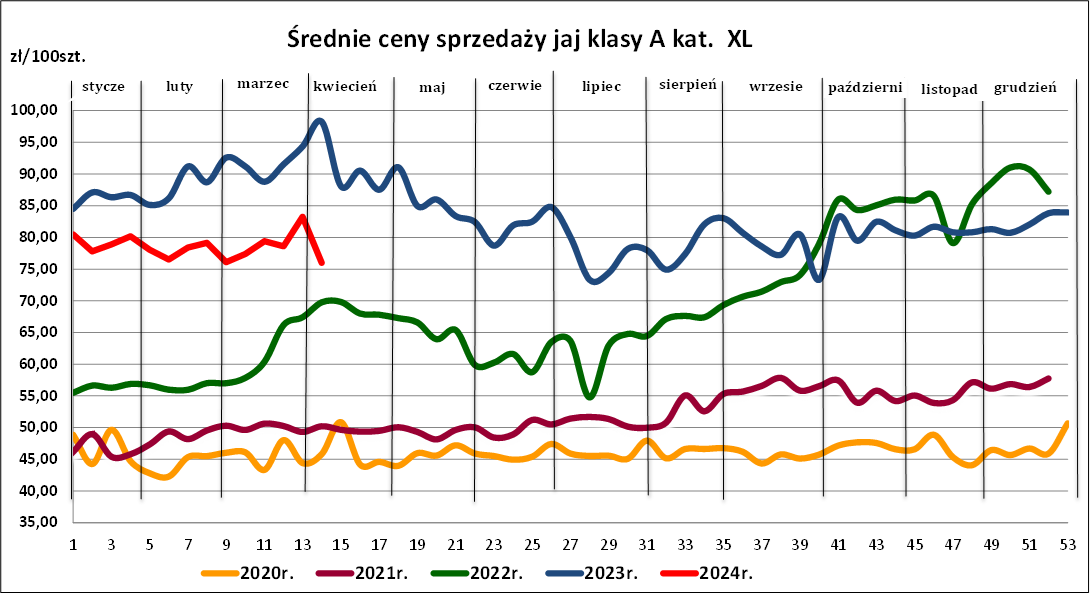 Średnie ceny sprzedaży jaj klasy A kat. XL
zł/100szt.
stycze luty marzec kwiecień maj czerwie lipiec sierpień wrzesie październi listopad grudzień
100,00
95,00
90,00
85,00
80,00
75,00
70,00
65,00
60,00
55,00
50,00
45,00
40,00
35,00
1 3 5 7 9 11 13 15 17 19 21 23 25 27 29 31 33 35 37 39 41 43 45 47 49 51 53
2020r. 2021r. 2022r. 2023r. 2024r.